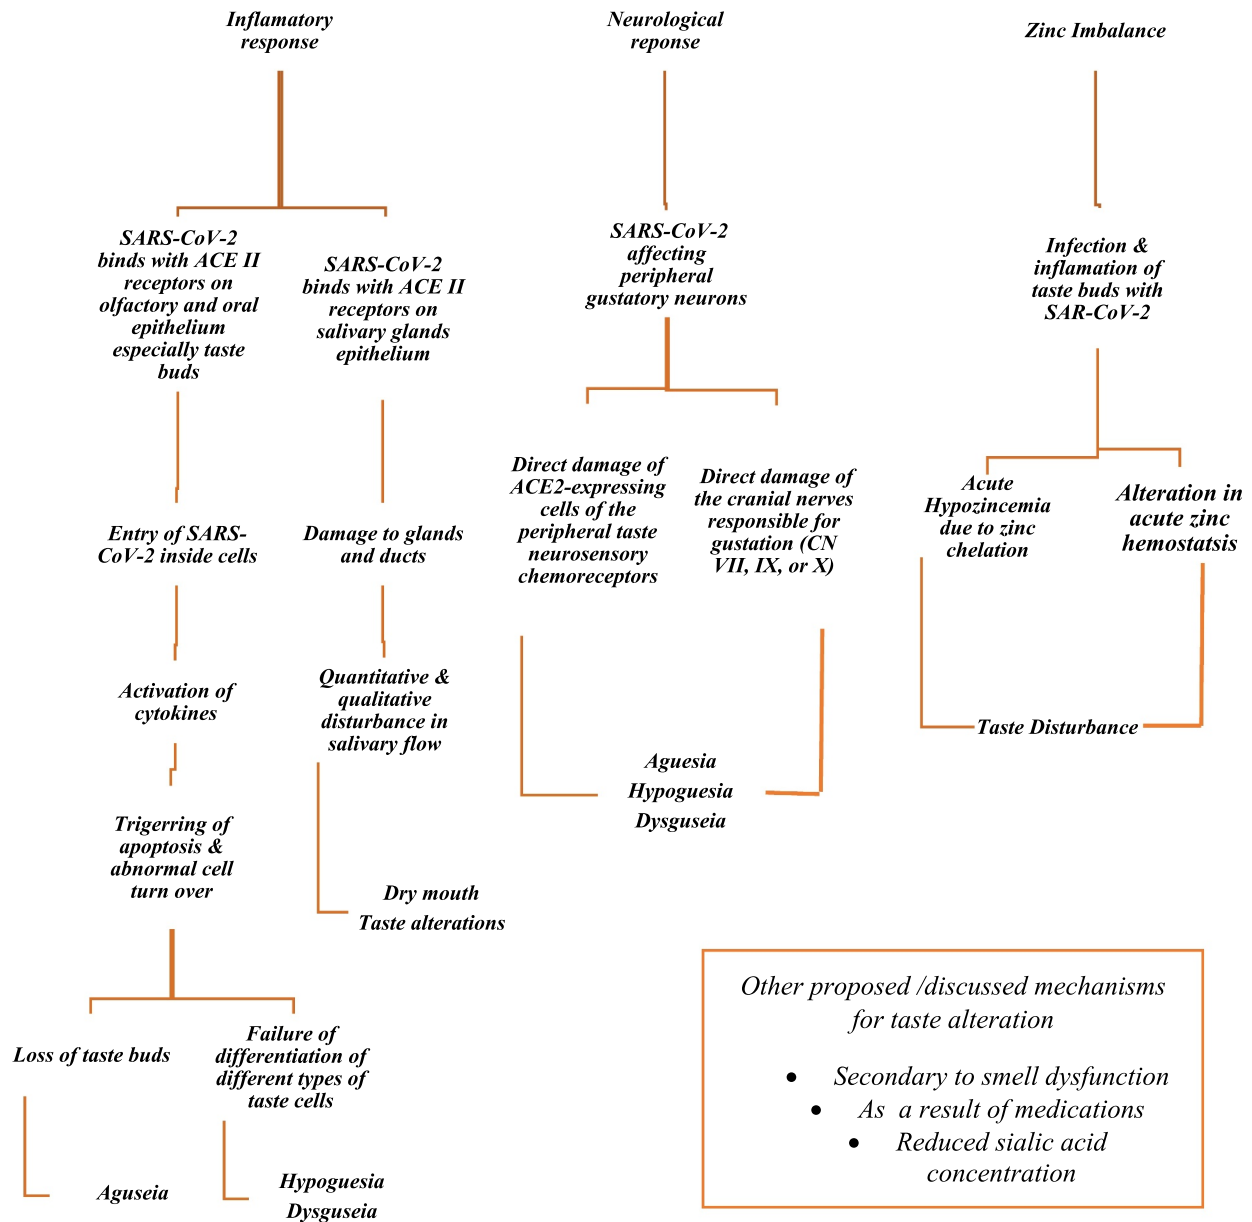 Inflamatory
response
SARS-CoV-2
binds with ACE II
receptors on
olfactory and oral
epithelium
especially taste
buds
Entry of SARS-
CoV-2 inside cells
Activation of
cytokines
Trigerring of
apoptosis &
abnormal cell
turn over
Loss of taste buds
Aguseia
Failure of
differentiation of
different types of
taste cells
Hypoguesia
Dysguseia
SARS-CoV-2
binds with ACE II
receptors on
salivary glands
epithelium
Damage to glands
and ducts
Quantitative &
qualitative
disturbance in
salivary flow
Dry mouth
Taste alterations
Neurological
reponse
SARS-CoV-2
affecting
peripheral
gustatory neurons
Direct damage of
ACE2-expressing
cells of the
peripheral taste
neurosensory
chemoreceptors
Direct damage of
the cranial nerves
responsible for
gustation (CN
VII, IX, or X)
Aguesia
Hypoguesia
Dysguseia
Zinc Imbalance
Infection &
inflamation of
taste buds with
SAR-CoV-2
Acute
Hypozincemia
due to zinc
chelation
Alteration in
acute zinc
hemostatsis
Taste Disturbance
Other proposed /discussed mechanisms
for taste alteration
• Secondary to smell dysfunction
• As a result of medications
• Reduced sialic acid
concentration